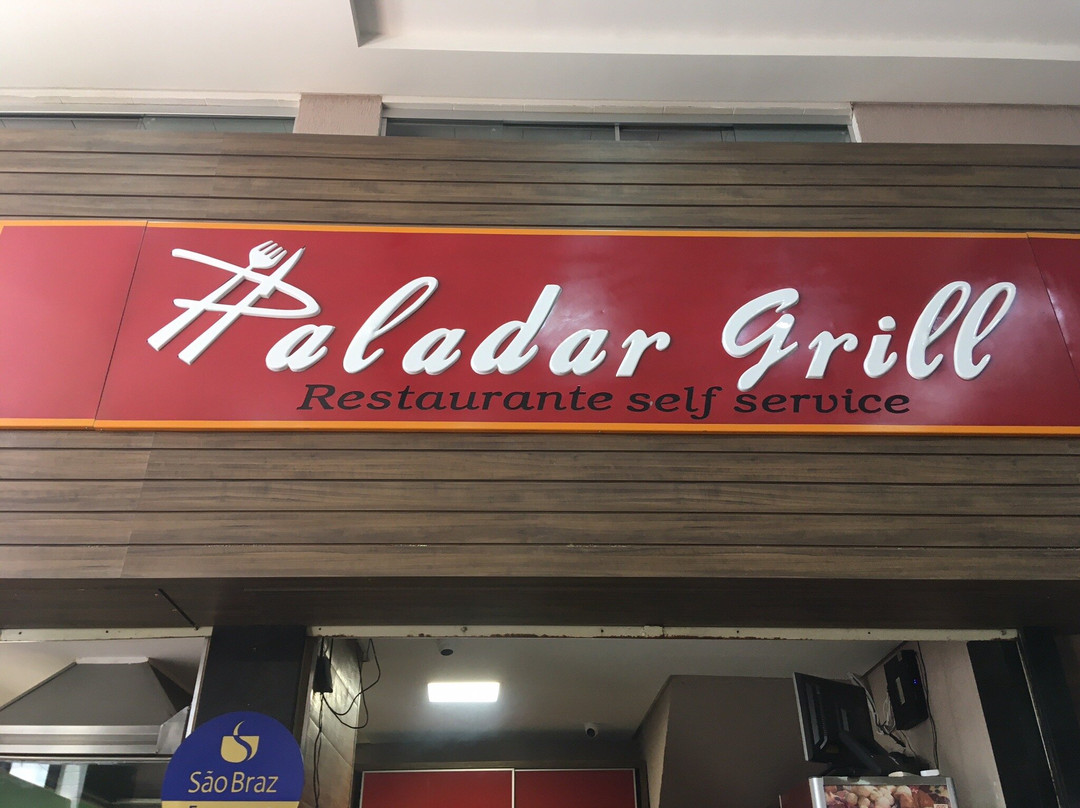 Paladar Grill
Restaurante self service
São Braz